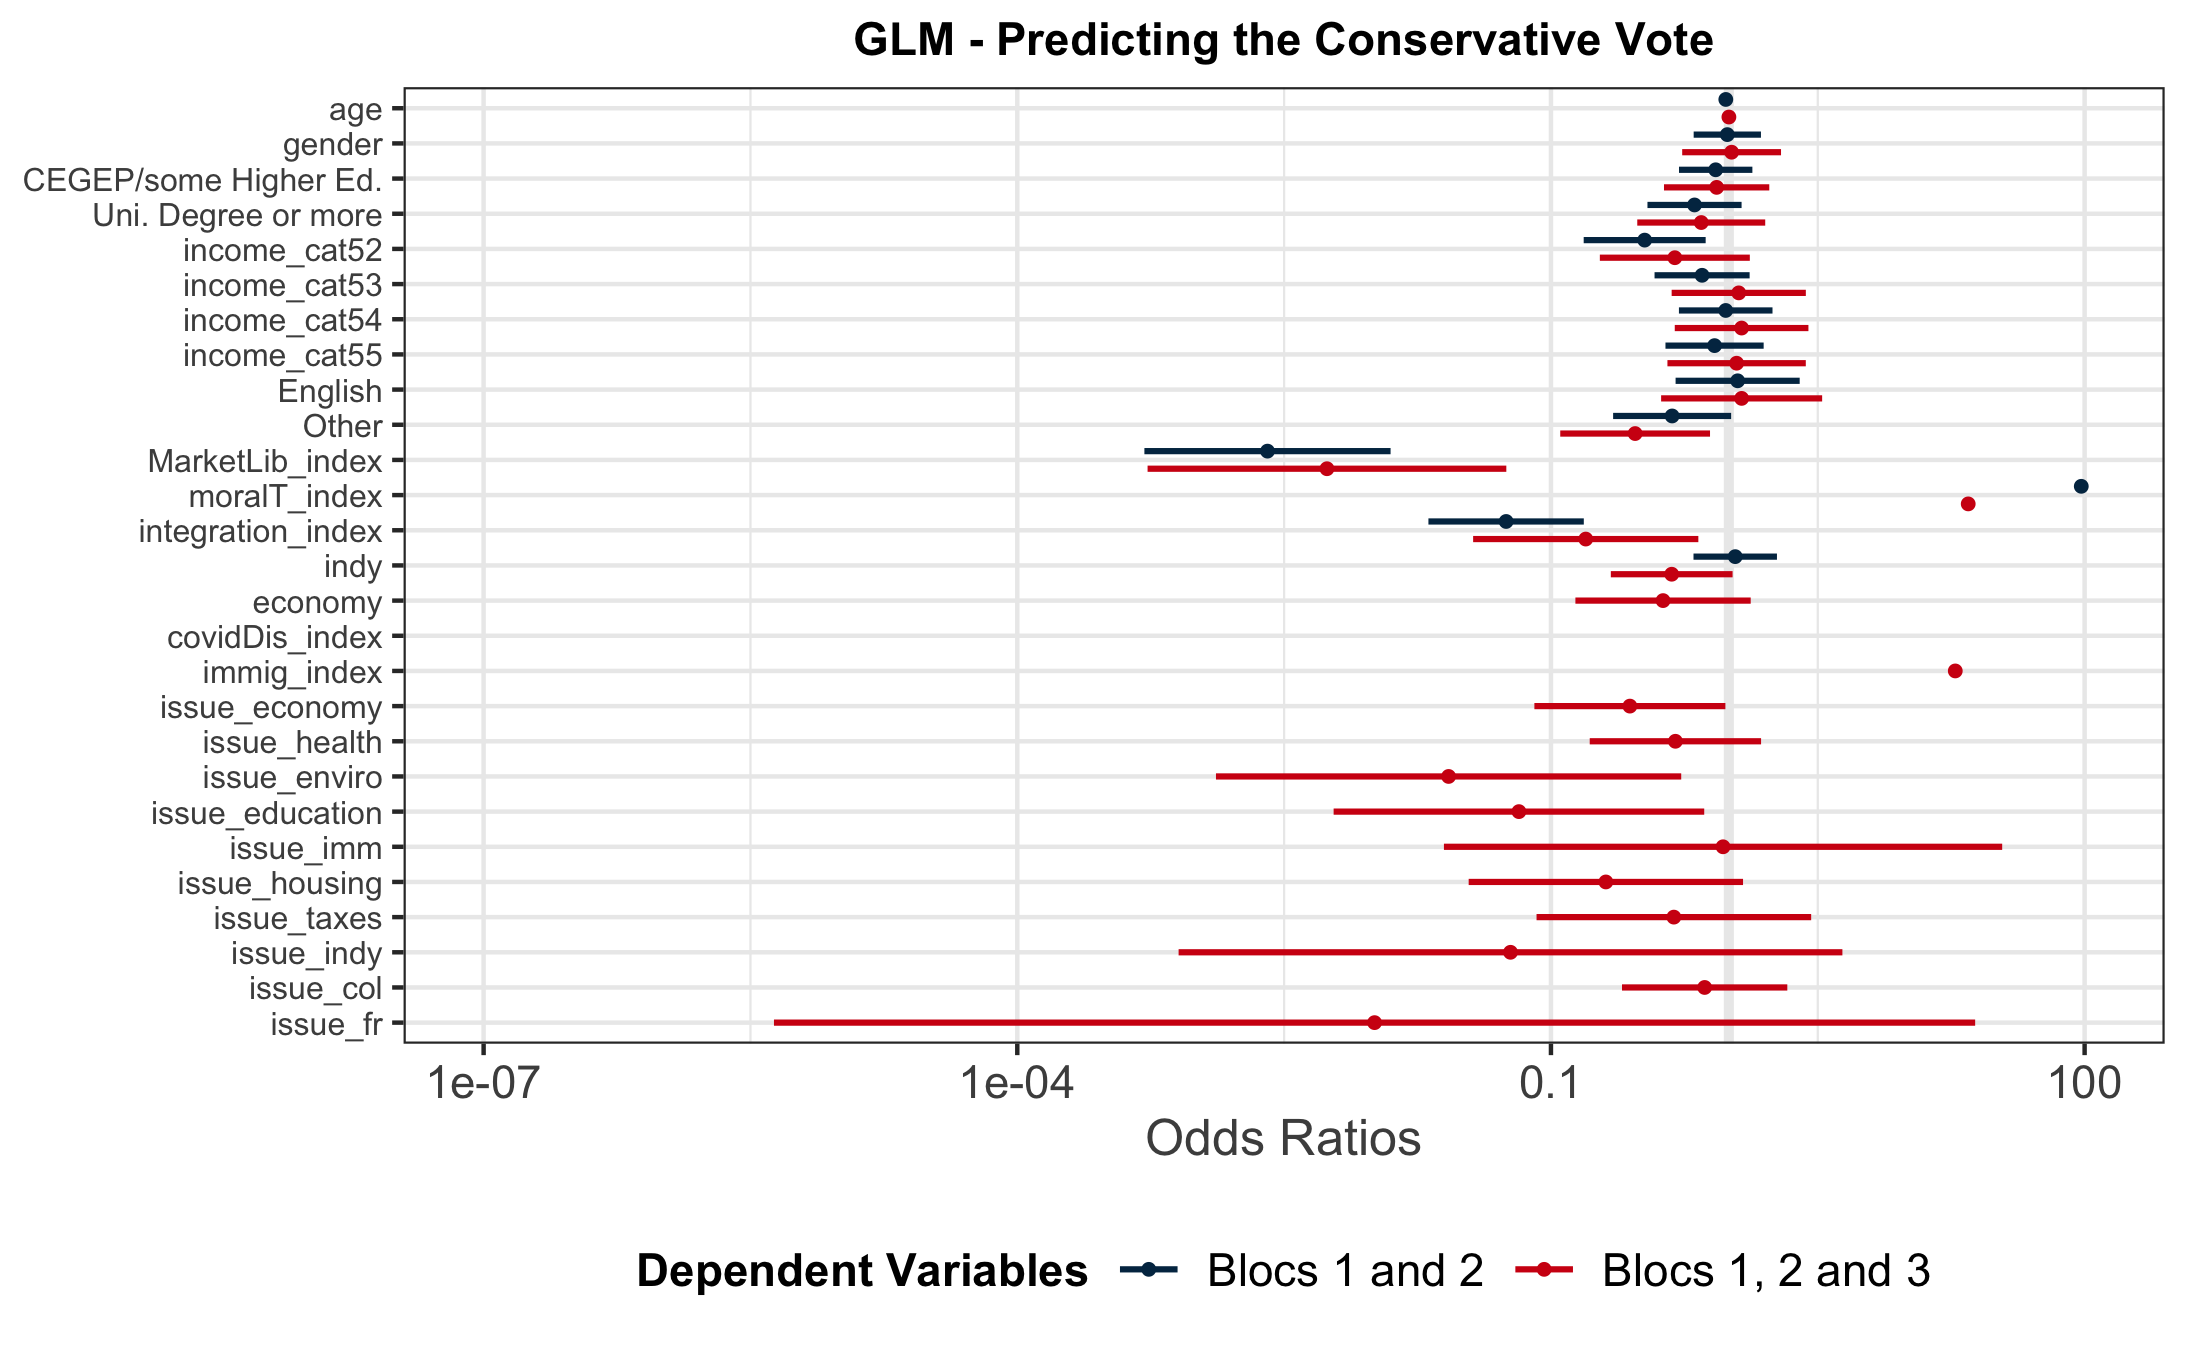 GLM - Predicting the Conservative Vote
age
gender
CEGEP/some Higher Ed.
Uni. Degree or more
income_cat52
income_cat53
income_cat54
income_cat55
English
Other
MarketLib_index
moralT_index
integration_index
indy
economy
covidDis_index
immig_index
issue_economy
issue_health
issue_enviro
issue_education
issue_imm
issue_housing
issue_taxes
issue_indy
issue_col
issue_fr
1e-07 1e-04 0.1 100
Odds Ratios
Dependent Variables Blocs 1 and 2 Blocs 1, 2 and 3